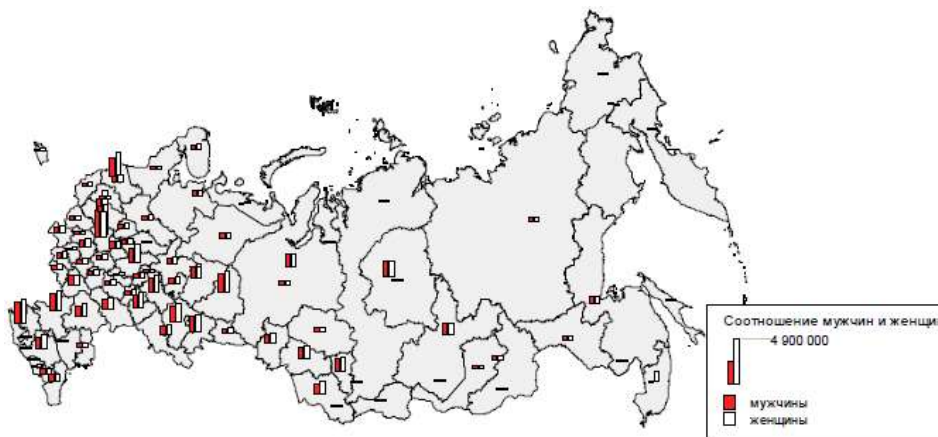 Соотношение мужчин и женщи
4 900 000
мужчины
женщины